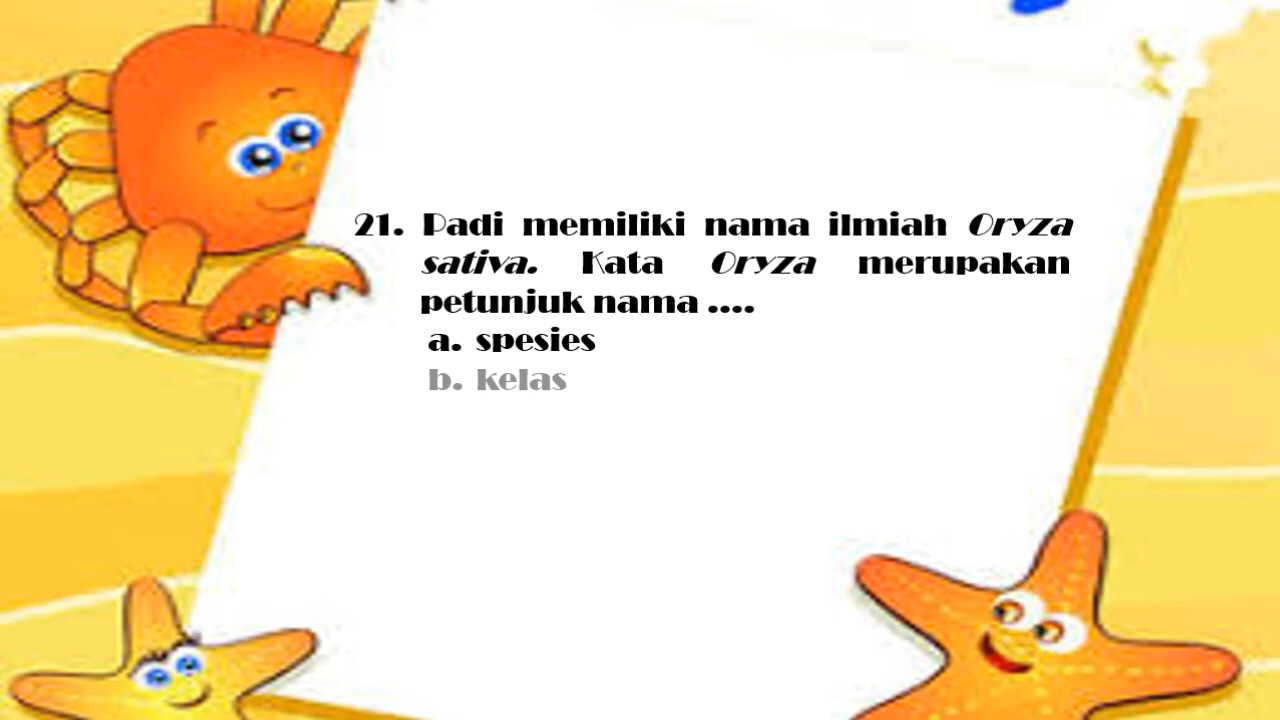 21. Padi memiliki nama ilmiah Oryza
sativa. Kata Oryza merupakan
petunjuk nama ....
a. spesies
b. kelas